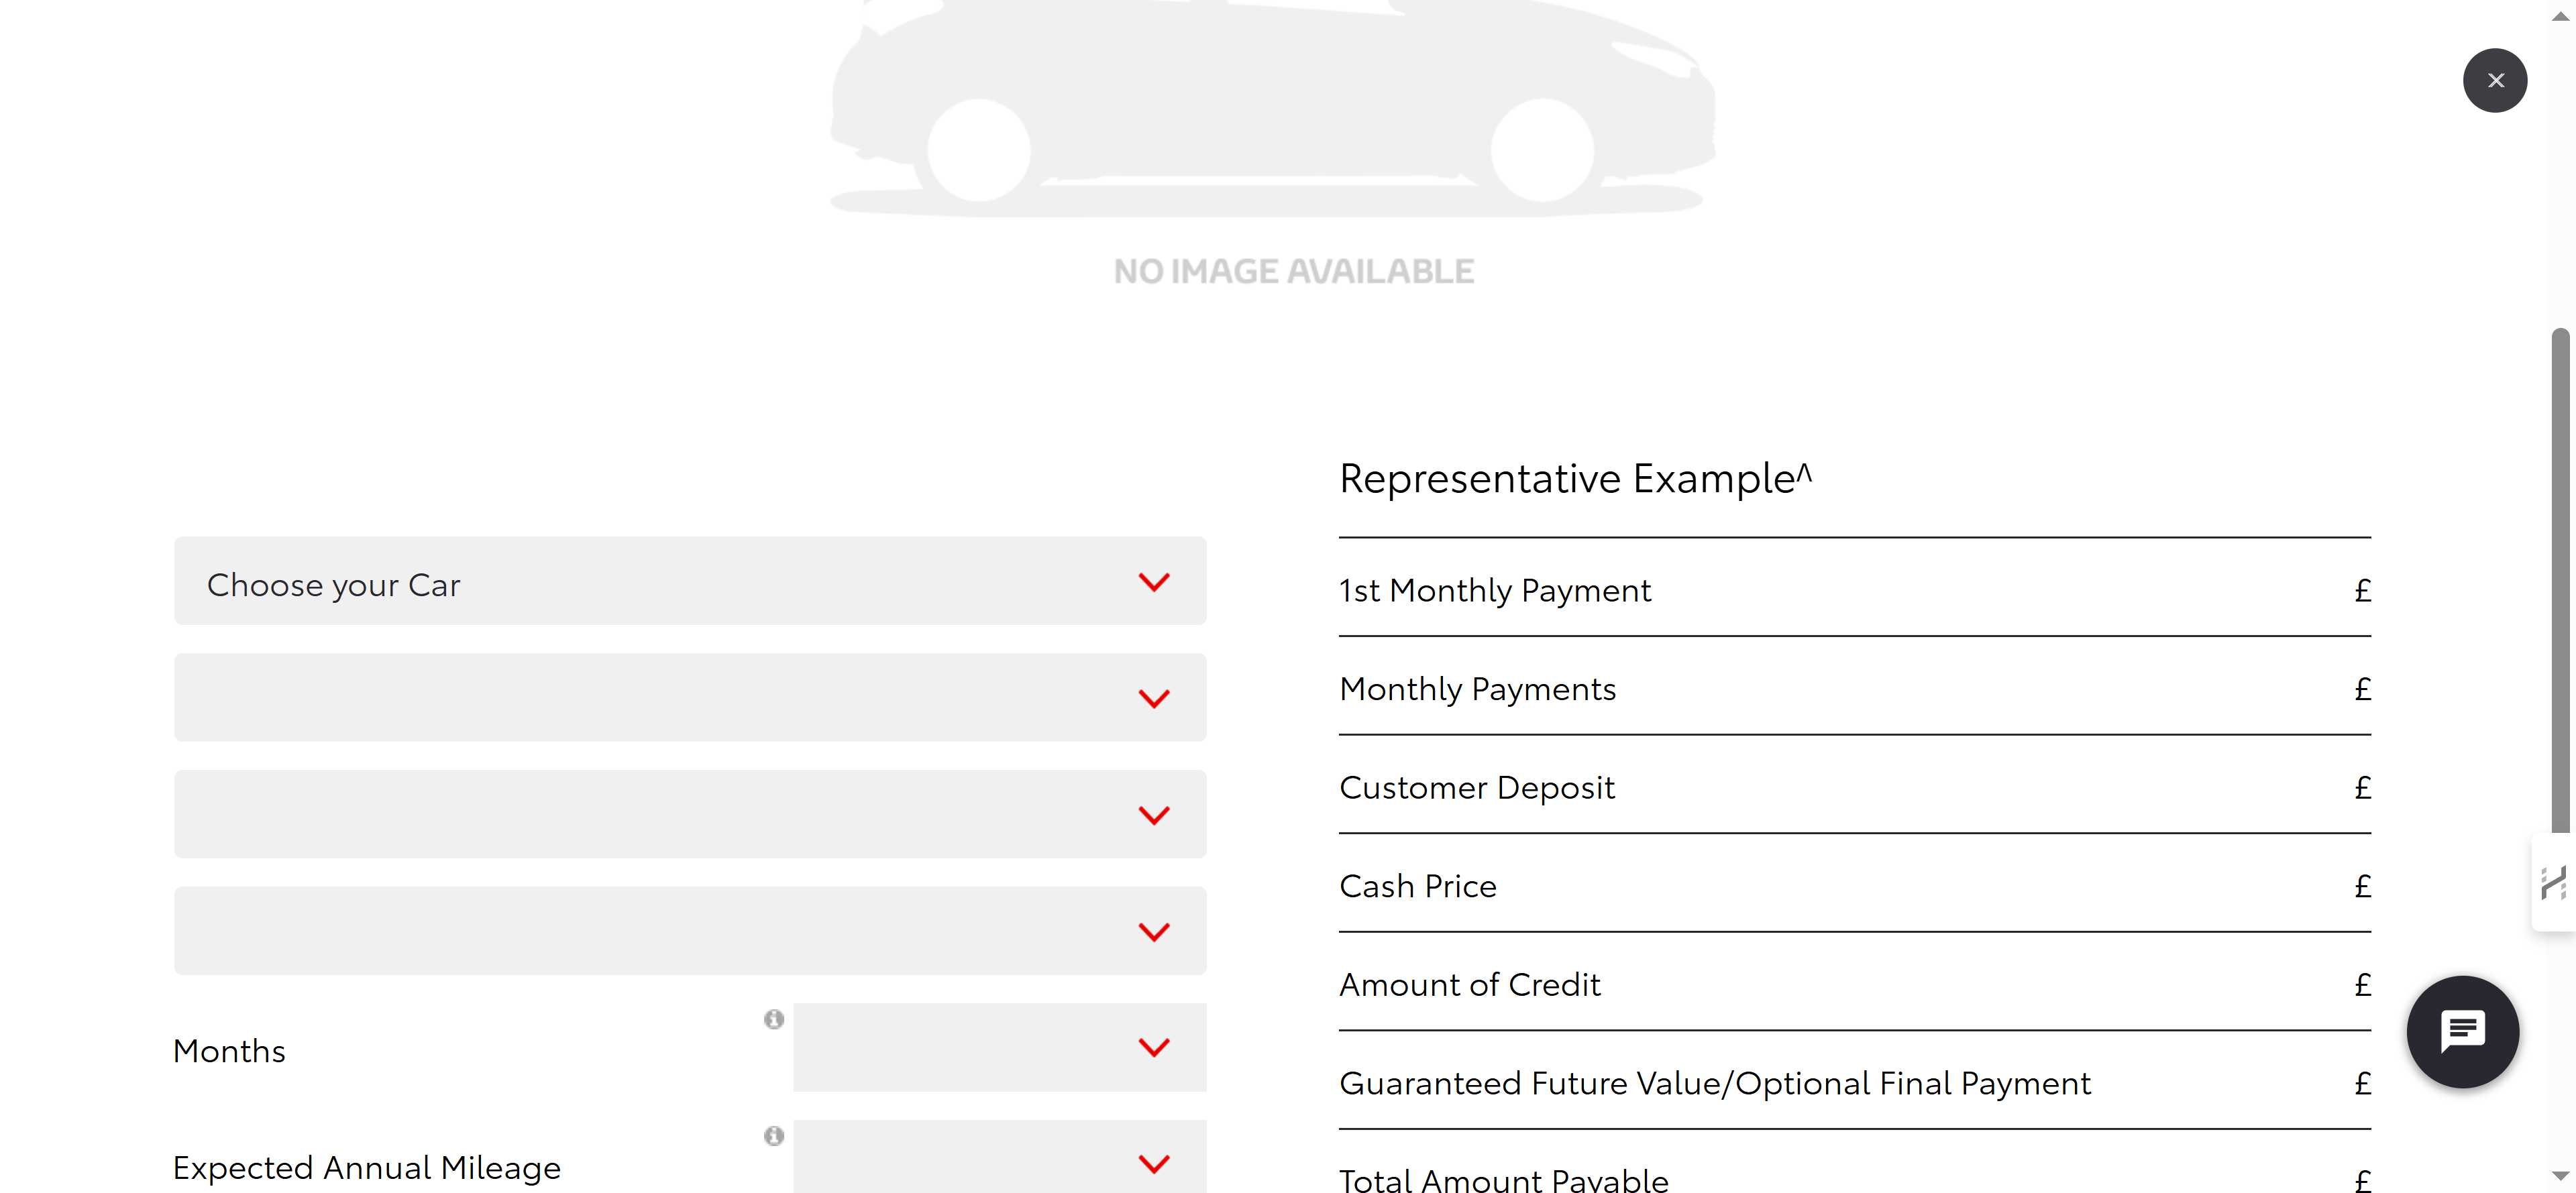 NO IMAGE AVAILABLE
Representative Example^
Choose your Car
1st Monthly Payment £
Monthly Payments £
Customer Deposit £
Cash Price £
Amount of Credit £
Months
Guaranteed Future Value/Optional Final Payment £
Expected Annual Mileage
Total Amount Payable £